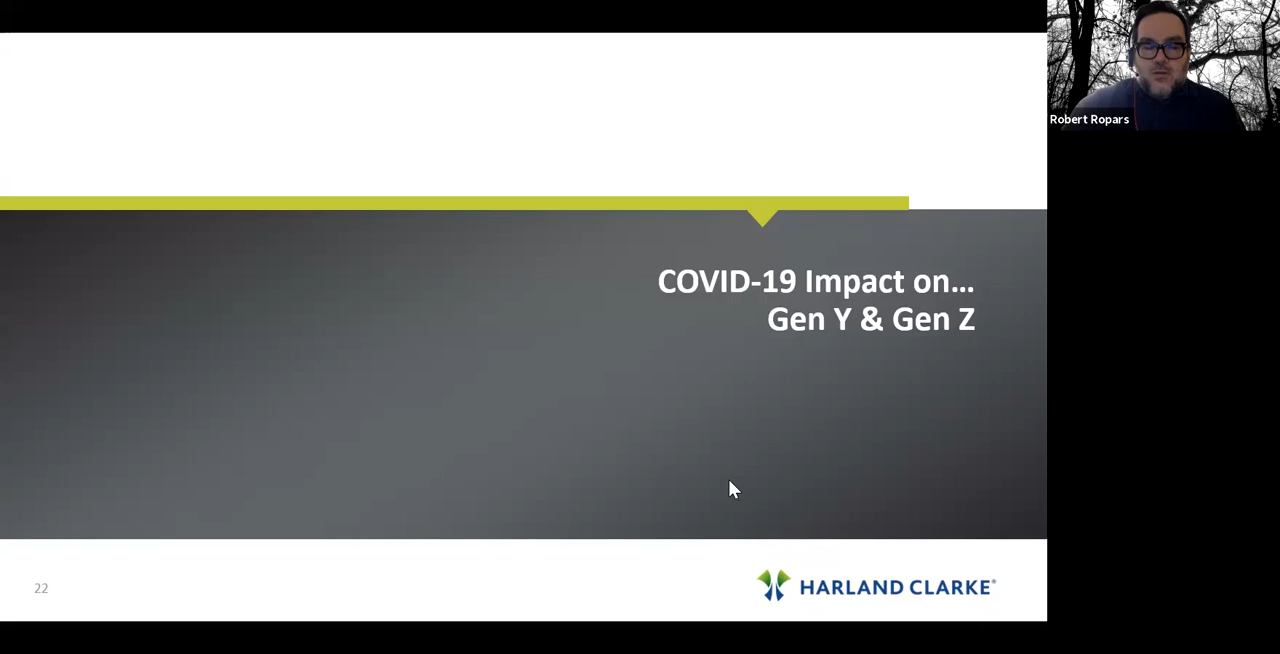 Robert Ropars
COVID-19 Impact on...
Gen Y & Gen Z
22
HARLAND CLARKE®